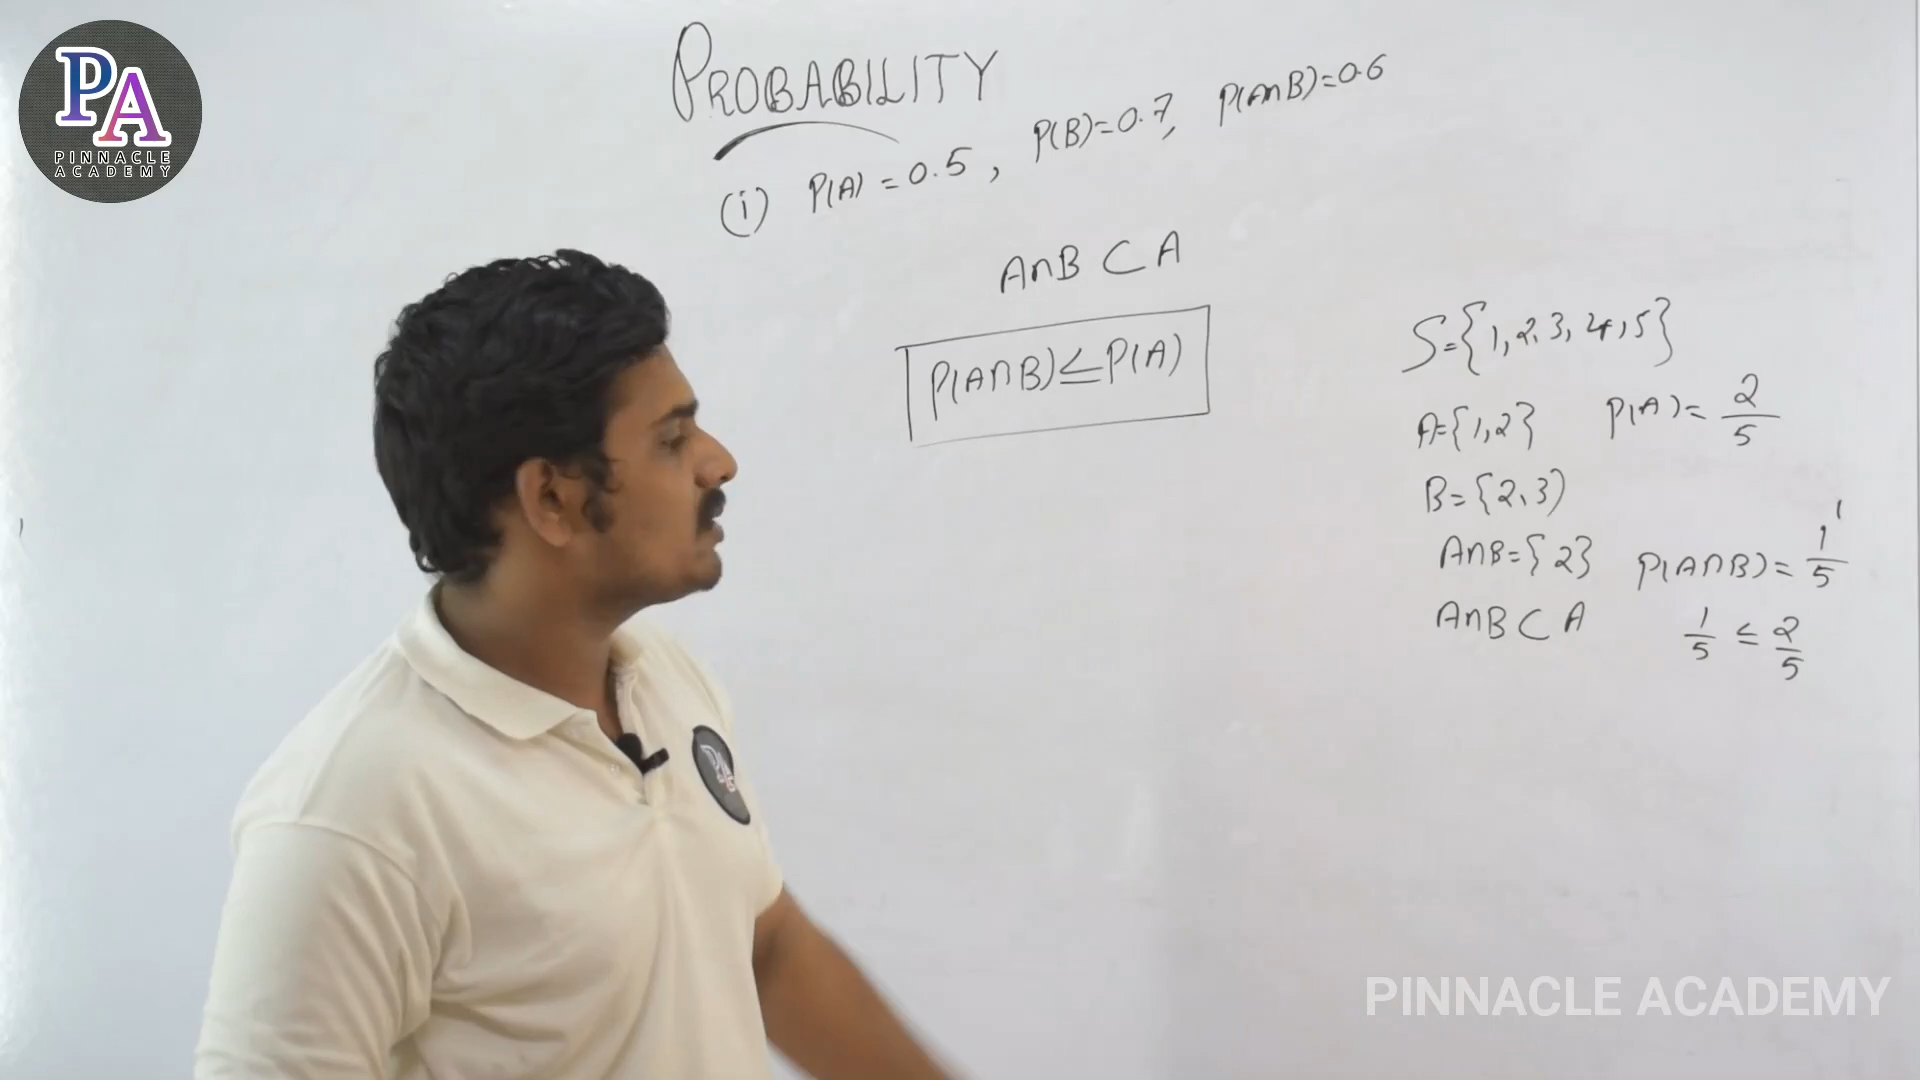 PA
PINNACLE
ACADEMY
PROBABILITY
(i) P(A) = 0.5, P(B)=0.7, P(A∩B)=0.6
A∩B ⊂ A
P(A∩B)≤P(A)
S={1,2,3,4,5}
A={1,2} P(A)= 2/5
B={2,3)
A∩B={2} P(A∩B)= 1/5
A∩B ⊂ A 1/5 ≤ 2/5
PA
PINNACLE ACADEMY